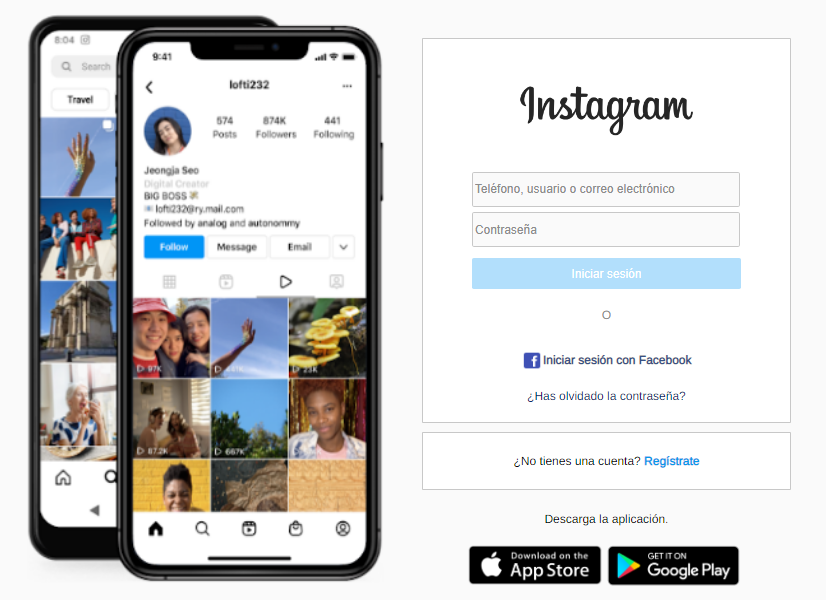 8:04
Search
Travel
9:41
lofti232
574 874K 441
Posts Followers Following
Jeongja Seo
Digital Creator
BIG BOSS
lofti232@ry.mail.com
Followed by analog and autonommy
Follow Message Email
97K 23K
87.2K 667K
Instagram
Teléfono, usuario o correo electrónico
Contraseña
Iniciar sesión
O
Iniciar sesión con Facebook
¿Has olvidado la contraseña?
¿No tienes una cuenta? Regístrate
Descarga la aplicación.
Download on the
App Store
GET IT ON
Google Play